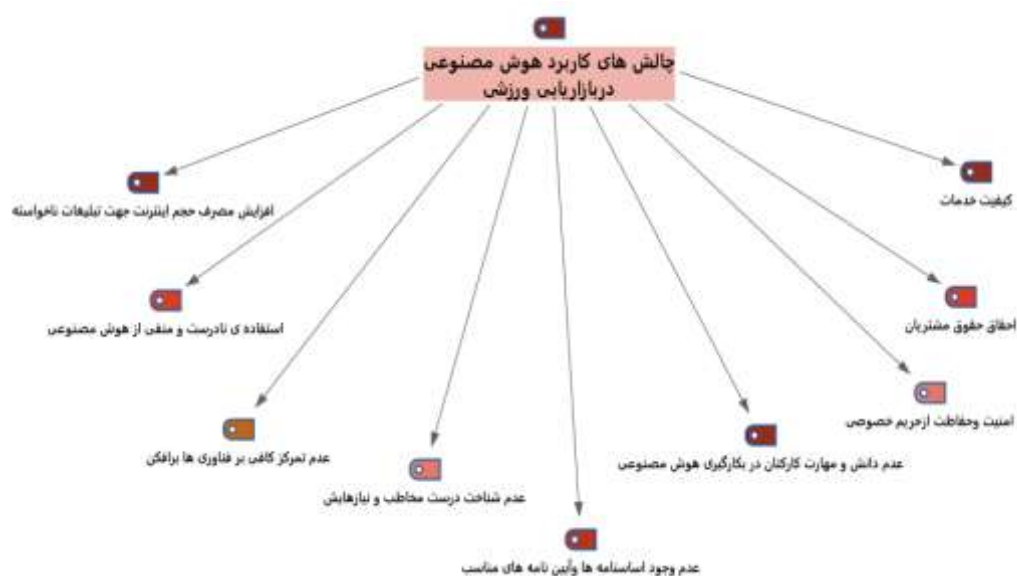 چالش های کاربرد هوش مصنوعی
دربازاریابی ورزشی
کیفیت خدمات
افزایش مصرف حجم اینترنت جهت تبلیغات ناخواسته
احقاق حقوق مشتریان
استفاده ی نادرست و منفی از هوش مصنوعی
امنیت وحفاظت ازحریم خصوصی
عدم تمرکز کافی بر فناوری ها برافکن
عدم دانش و مهارت کارکنان در بکارگیری هوش مصنوعی
عدم شناخت درست مخاطب و نیازهایش
عدم وجود اساسنامه ها وآیین نامه های مناسب